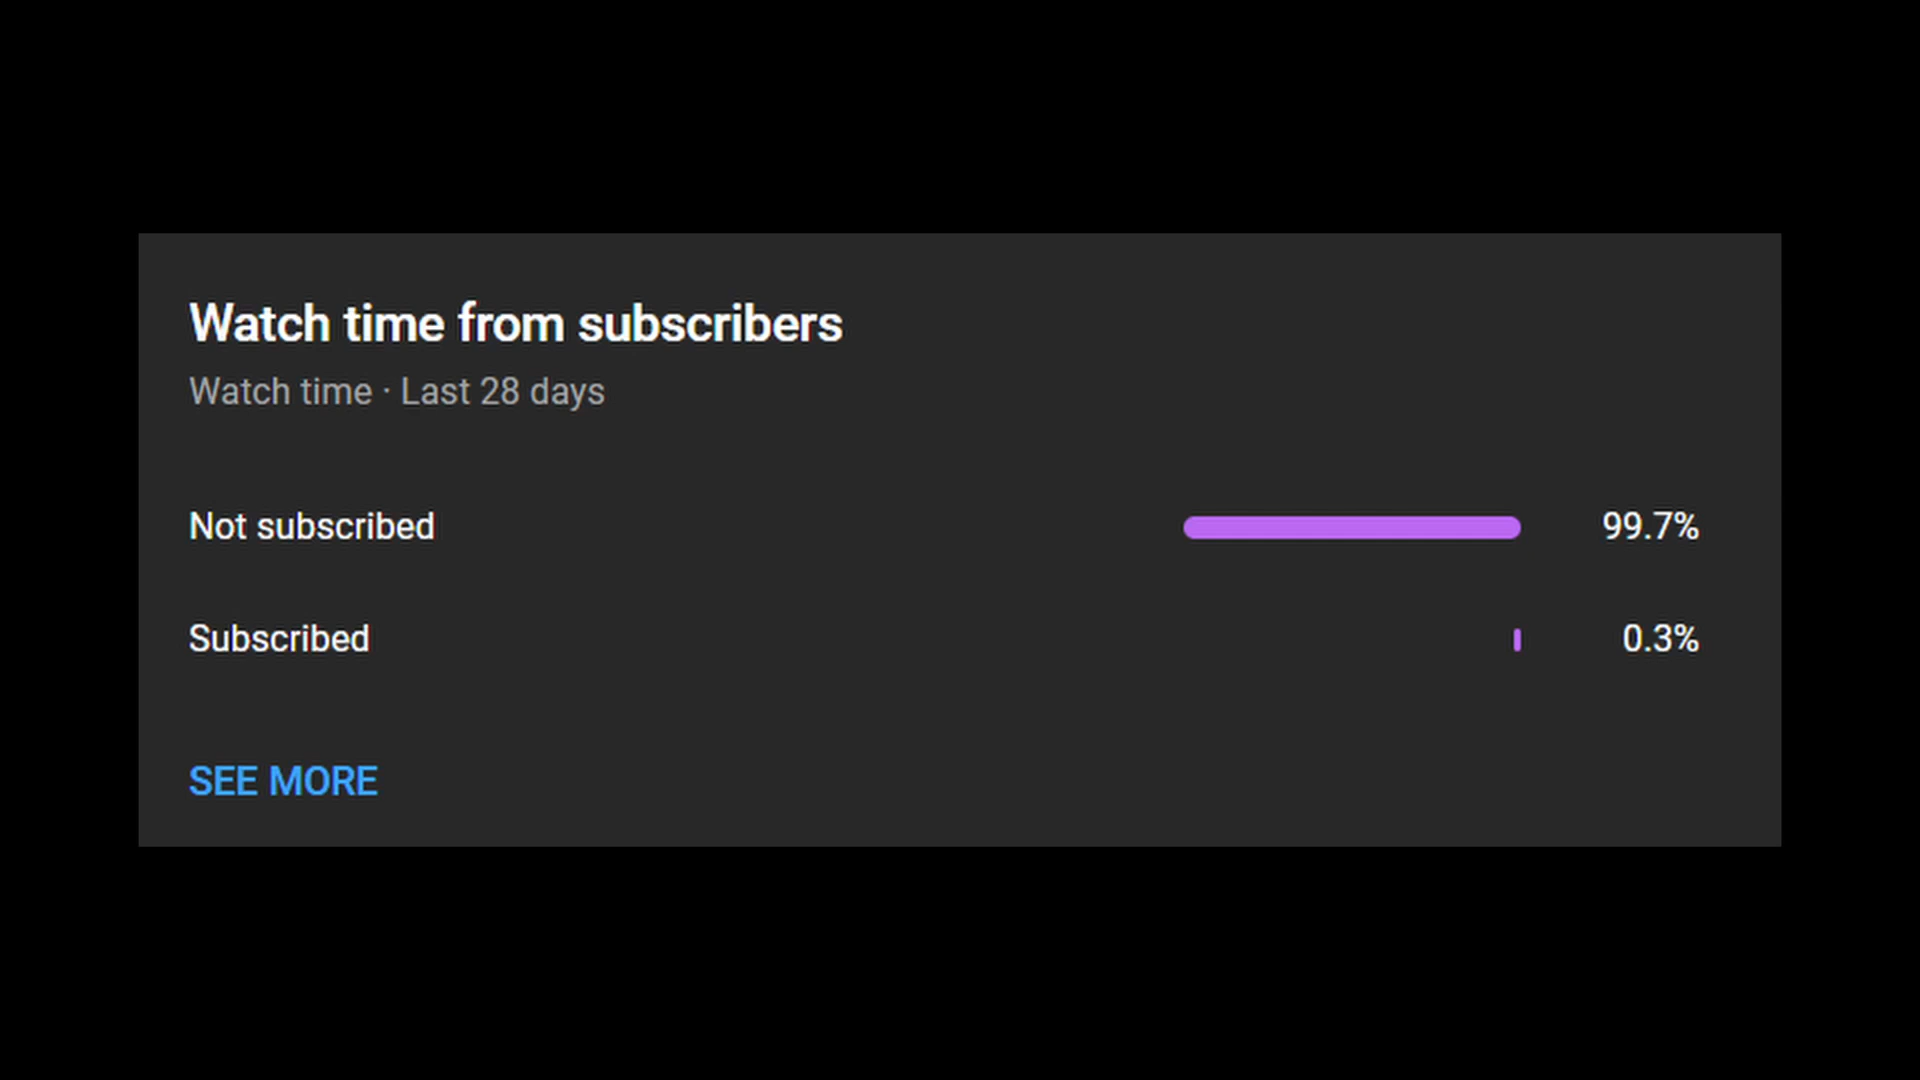 Watch time from subscribers
Watch time · Last 28 days
Not subscribed 99.7%
Subscribed 0.3%
SEE MORE